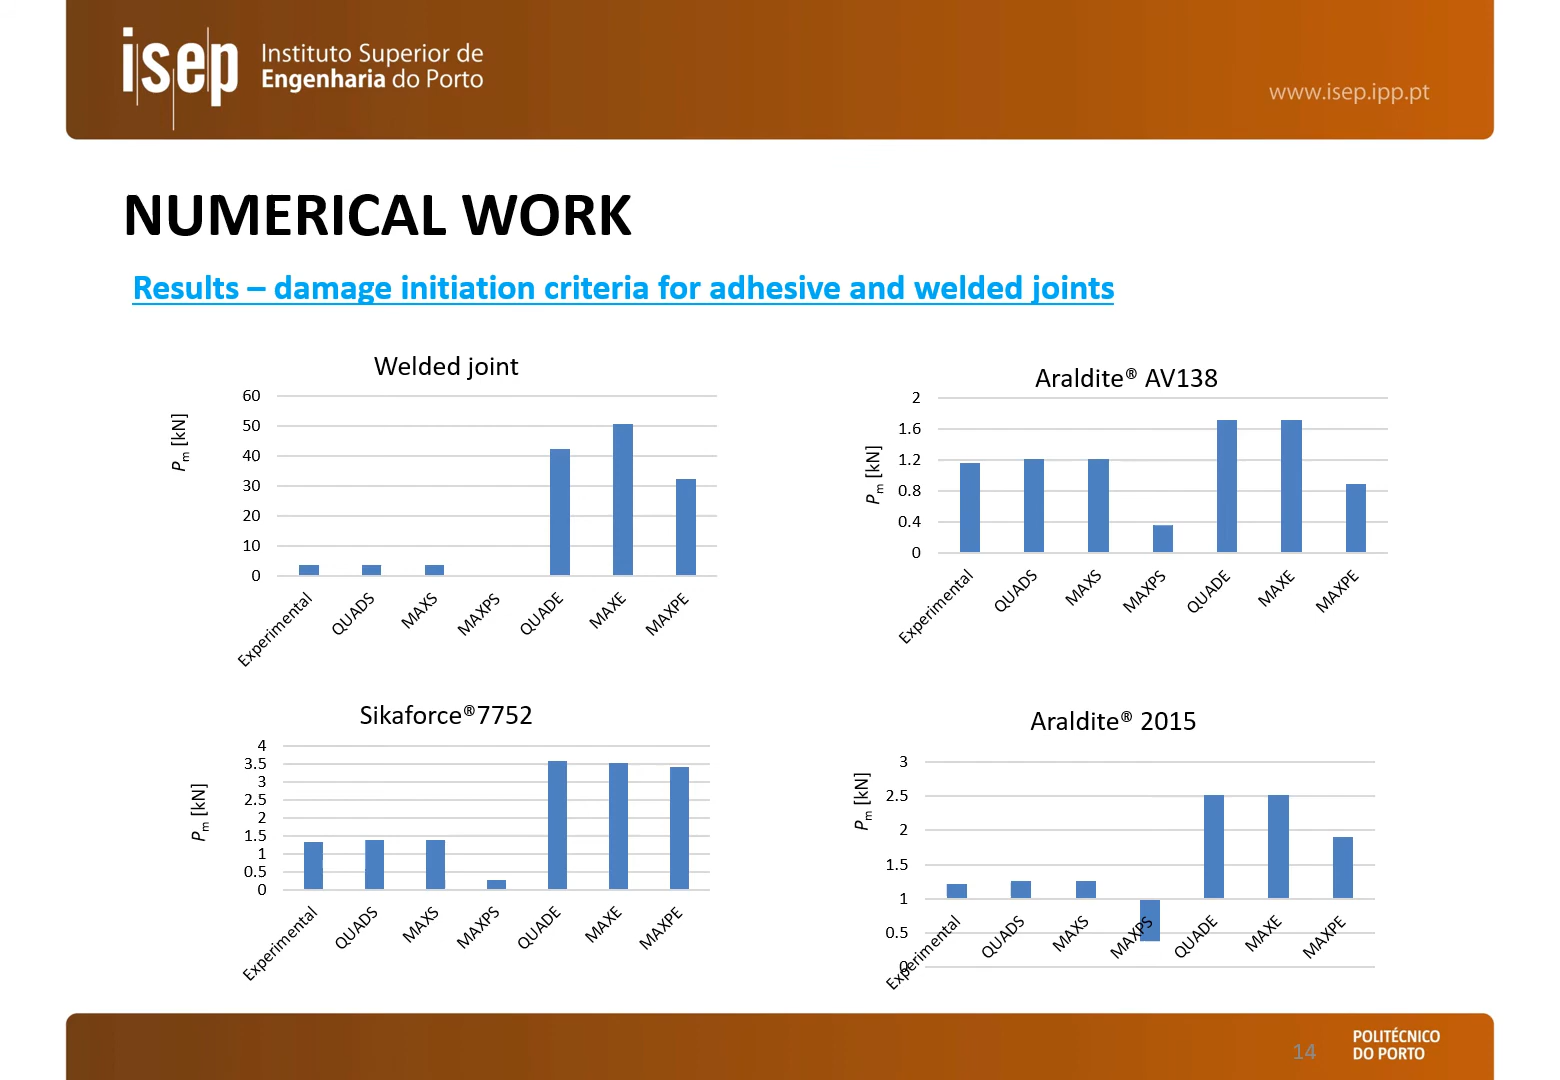 isep
Instituto Superior de
Engenharia do Porto
www.isep.ipp.pt
NUMERICAL WORK
Results – damage initiation criteria for adhesive and welded joints
Welded joint
Pm [kN]
60
50
40
30
20
10
0
Experimental
QUADS
MAXS
MAXPS
QUADE
MAXE
MAXPE
Araldite® AV138
Pm [kN]
2
1.6
1.2
0.8
0.4
0
Experimental
QUADS
MAXS
MAXPS
QUADE
MAXE
MAXPE
Sikaforce®7752
Pm [kN]
4
3.5
3
2.5
2
1.5
1
0.5
0
Experimental
QUADS
MAXS
MAXPS
QUADE
MAXE
MAXPE
Araldite® 2015
Pm [kN]
3
2.5
2
1.5
1
0.5
0
Experimental
QUADS
MAXS
MAXPS
QUADE
MAXE
MAXPE
14
POLITÉCNICO
DO PORTO